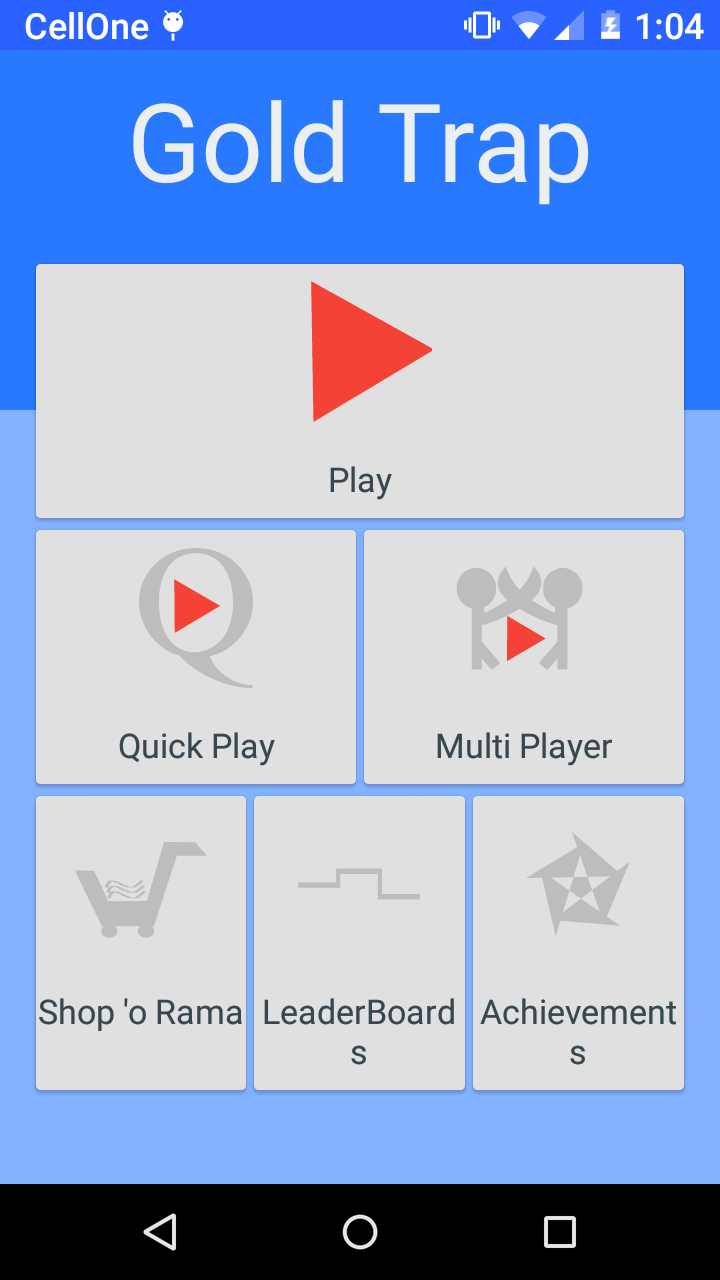 CellOne 1:04
Gold Trap
Play
Quick Play Multi Player
Shop 'o Rama LeaderBoard Achievement
s s